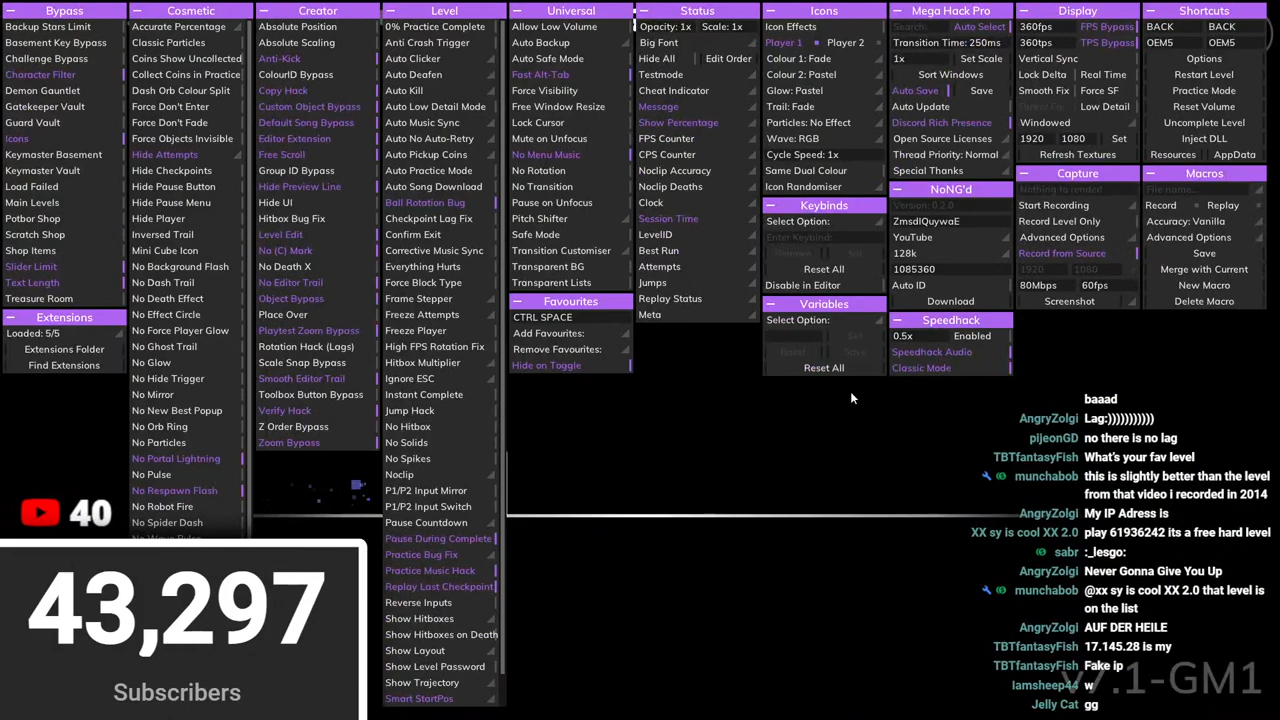 Bypass
Backup Stars Limit
Basement Key Bypass
Challenge Bypass
Character Filter
Demon Gauntlet
Gatekeeper Vault
Guard Vault
Icons
Keymaster Basement
Keymaster Vault
Load Failed
Main Levels
Potbor Shop
Scratch Shop
Shop Items
Slider Limit
Text Length
Treasure Room
Extensions
Loaded: 5/5
Extensions Folder
Find Extensions
Cosmetic
Accurate Percentage
Classic Particles
Coins Show Uncollected
Collect Coins in Practice
Dash Orb Colour Split
Force Don't Enter
Force Don't Fade
Force Objects Invisible
Hide Attempts
Hide Checkpoints
Hide Pause Button
Hide Pause Menu
Hide Player
Inversed Trail
Mini Cube Icon
No Background Flash
No Dash Trail
No Death Effect
No Effect Circle
No Force Player Glow
No Ghost Trail
No Glow
No Hide Trigger
No Mirror
No New Best Popup
No Orb Ring
No Particles
No Portal Lightning
No Pulse
No Respawn Flash
No Robot Fire
No Spider Dash
Creator
Absolute Position
Absolute Scaling
Anti-Kick
ColourID Bypass
Copy Hack
Custom Object Bypass
Default Song Bypass
Editor Extension
Free Scroll
Group ID Bypass
Hide Preview Line
Hide UI
Hitbox Bug Fix
Level Edit
No (C) Mark
No Death X
No Editor Trail
Object Bypass
Place Over
Playtest Zoom Bypass
Rotation Hack (Lags)
Scale Snap Bypass
Smooth Editor Trail
Toolbox Button Bypass
Verify Hack
Z Order Bypass
Zoom Bypass
Level
0% Practice Complete
Anti Crash Trigger
Auto Clicker
Auto Deafen
Auto Kill
Auto Low Detail Mode
Auto Music Sync
Auto No Auto-Retry
Auto Pickup Coins
Auto Practice Mode
Auto Song Download
Ball Rotation Bug
Checkpoint Lag Fix
Confirm Exit
Corrective Music Sync
Everything Hurts
Force Block Type
Frame Stepper
Freeze Attempts
Freeze Player
High FPS Rotation Fix
Hitbox Multiplier
Ignore ESC
Instant Complete
Jump Hack
No Hitbox
No Solids
No Spikes
Noclip
P1/P2 Input Mirror
P1/P2 Input Switch
Pause Countdown
Pause During Complete
Practice Bug Fix
Practice Music Hack
Replay Last Checkpoint
Reverse Inputs
Show Hitboxes
Show Hitboxes on Death
Show Layout
Show Level Password
Show Trajectory
Smart StartPos
Universal
Allow Low Volume
Auto Backup
Auto Safe Mode
Fast Alt-Tab
Force Visibility
Free Window Resize
Lock Cursor
Mute on Unfocus
No Menu Music
No Rotation
No Transition
Pause on Unfocus
Pitch Shifter
Safe Mode
Transition Customiser
Transparent BG
Transparent Lists
Favourites
CTRL SPACE
Add Favourites:
Remove Favourites:
Hide on Toggle
Status
Opacity: 1x Scale: 1x
Big Font
Hide All Edit Order
Testmode
Cheat Indicator
Message
Show Percentage
FPS Counter
CPS Counter
Noclip Accuracy
Noclip Deaths
Clock
Session Time
LevelID
Best Run
Attempts
Jumps
Replay Status
Meta
Icons
Icon Effects
Player 1 Player 2
Colour 1: Fade
Colour 2: Pastel
Glow: Pastel
Trail: Fade
Particles: No Effect
Wave: RGB
Cycle Speed: 1x
Same Dual Colour
Icon Randomiser
Keybinds
Select Option:
Enter Keybind:
Remove Set
Reset All
Disable in Editor
Variables
Select Option:
Set
Reset Save
Reset All
Mega Hack Pro
Search: Auto Select
Transition Time: 250ms
1x Set Scale
Sort Windows
Auto Save Save
Auto Update
Discord Rich Presence
Open Source Licenses
Thread Priority: Normal
Special Thanks
NoNG'd
Version: 0.2.0
ZmsdIQuywaE
YouTube
128k
1085360
Auto ID
Download
Speedhack
0.5x Enabled
Speedhack Audio
Classic Mode
Display
360fps FPS Bypass
360tps TPS Bypass
Vertical Sync
Lock Delta Real Time
Smooth Fix Force SF
Low Detail
Windowed
1920 1080 Set
Refresh Textures
Capture
Nothing to render!
Start Recording
Record Level Only
Advanced Options
Record from Source
1920 1080
80Mbps 60fps
Screenshot
Shortcuts
BACK BACK
OEM5 OEM5
Options
Restart Level
Practice Mode
Reset Volume
Uncomplete Level
Inject DLL
Resources AppData
Macros
File name...
Record Replay
Accuracy: Vanilla
Advanced Options
Save
Merge with Current
New Macro
Delete Macro
40
43,297
Subscribers
baaad
AngryZolgi Lag:)))))))))))
pijeonGD no there is no lag
TBTfantasyFish What's your fav level
munchabob this is slightly better than the level
from that video i recorded in 2014
AngryZolgi My IP Adress is
XX sy is cool XX 2.0 play 61936242 its a free hard level
sabr :_lesgo:
AngryZolgi Never Gonna Give You Up
munchabob @xx sy is cool XX 2.0 that level is
on the list
AngryZolgi AUF DER HEILE
TBTfantasyFish 17.145.28 is my
TBTfantasyFish Fake ip
Iamsheep44 w
Jelly Cat gg
v7.1-GM1